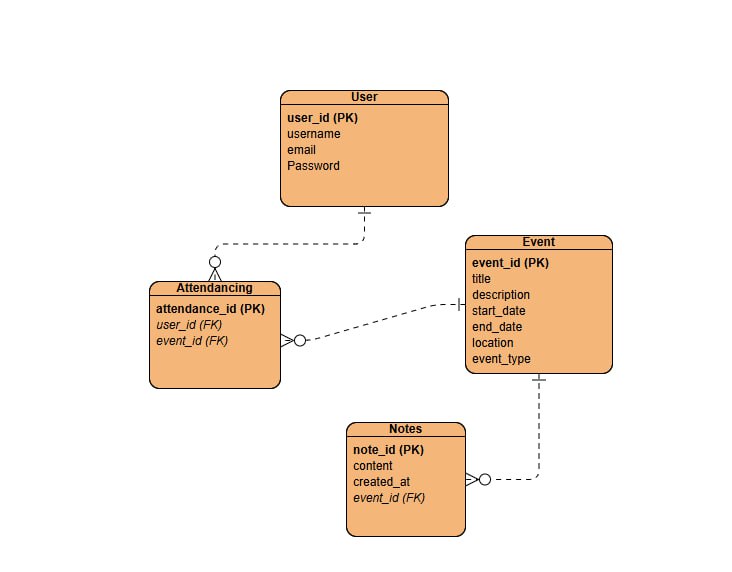 User
user_id (PK)
username
email
Password
Event
event_id (PK)
title
description
start_date
end_date
location
event_type
Attendancing
attendance_id (PK)
user_id (FK)
event_id (FK)
Notes
note_id (PK)
content
created_at
event_id (FK)